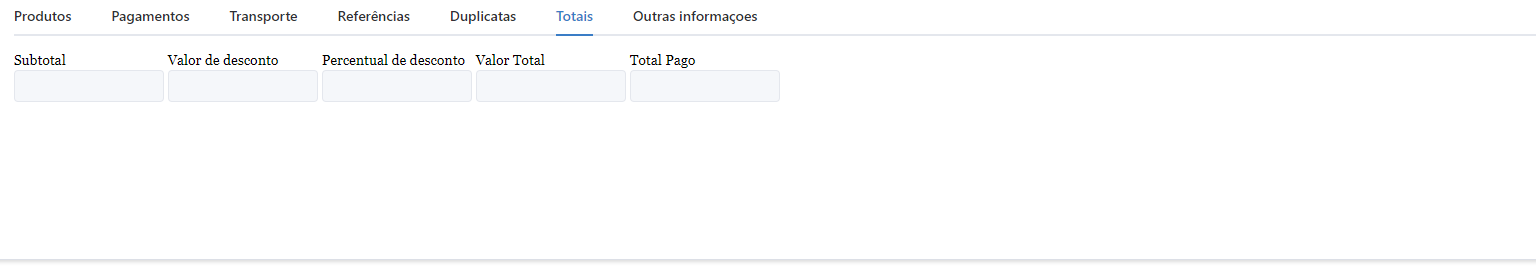 Produtos Pagamentos Transporte Referências Duplicatas Totais Outras informaçoes
Subtotal Valor de desconto Percentual de desconto Valor Total Total Pago